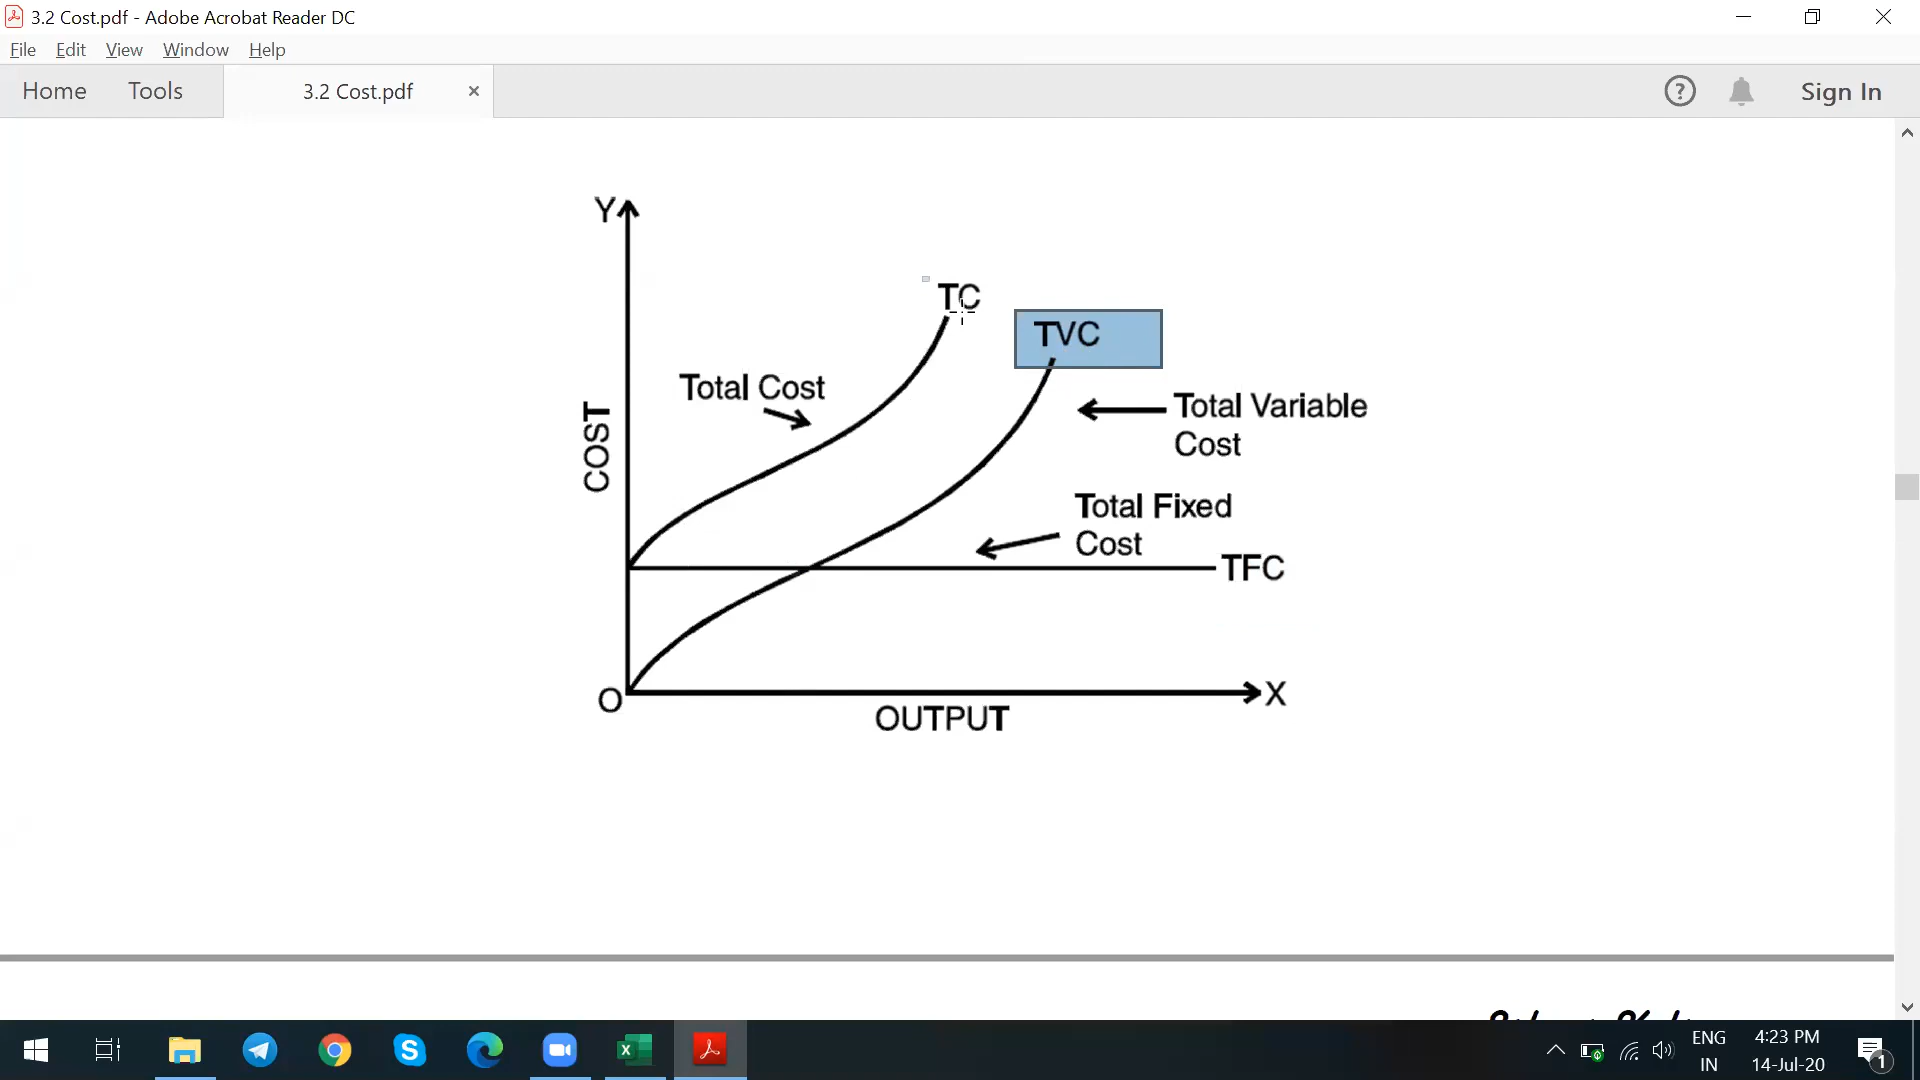 3.2 Cost.pdf - Adobe Acrobat Reader DC
File Edit View Window Help
Home Tools 3.2 Cost.pdf × ? Sign In
Y
TC
TVC
Total Cost
Total Variable
Cost
COST
Total Fixed
Cost
TFC
O
X
OUTPUT
ENG
IN
4:23 PM
14-Jul-20
1